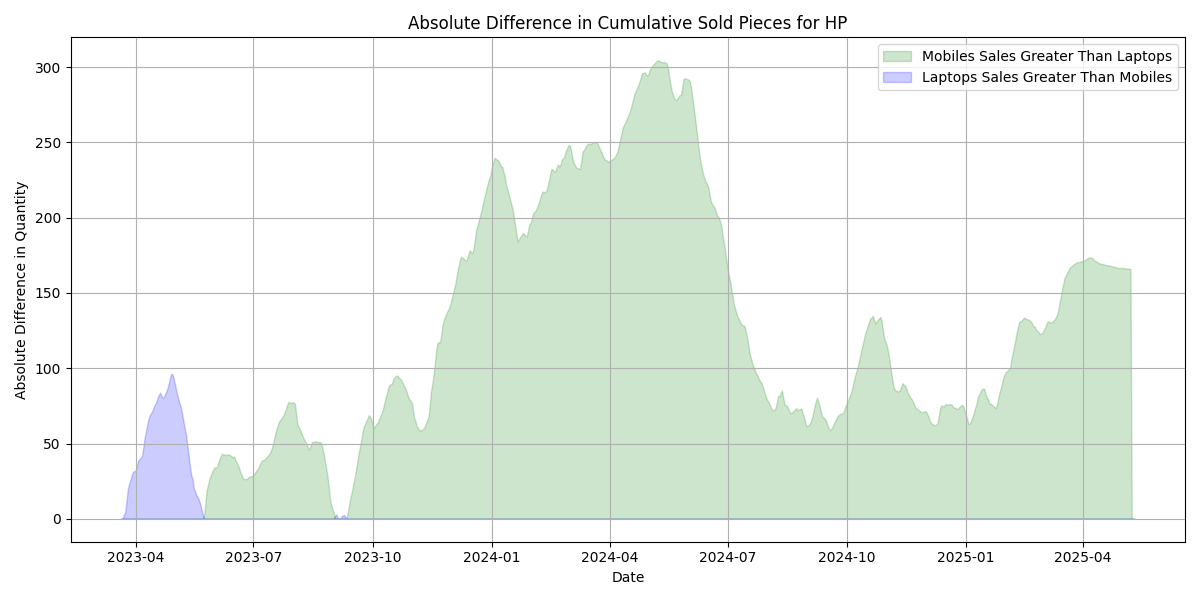 Absolute Difference in Cumulative Sold Pieces for HP
Mobiles Sales Greater Than Laptops
Laptops Sales Greater Than Mobiles
Absolute Difference in Quantity
300
250
200
150
100
50
0
2023-04 2023-07 2023-10 2024-01 2024-04 2024-07 2024-10 2025-01 2025-04
Date